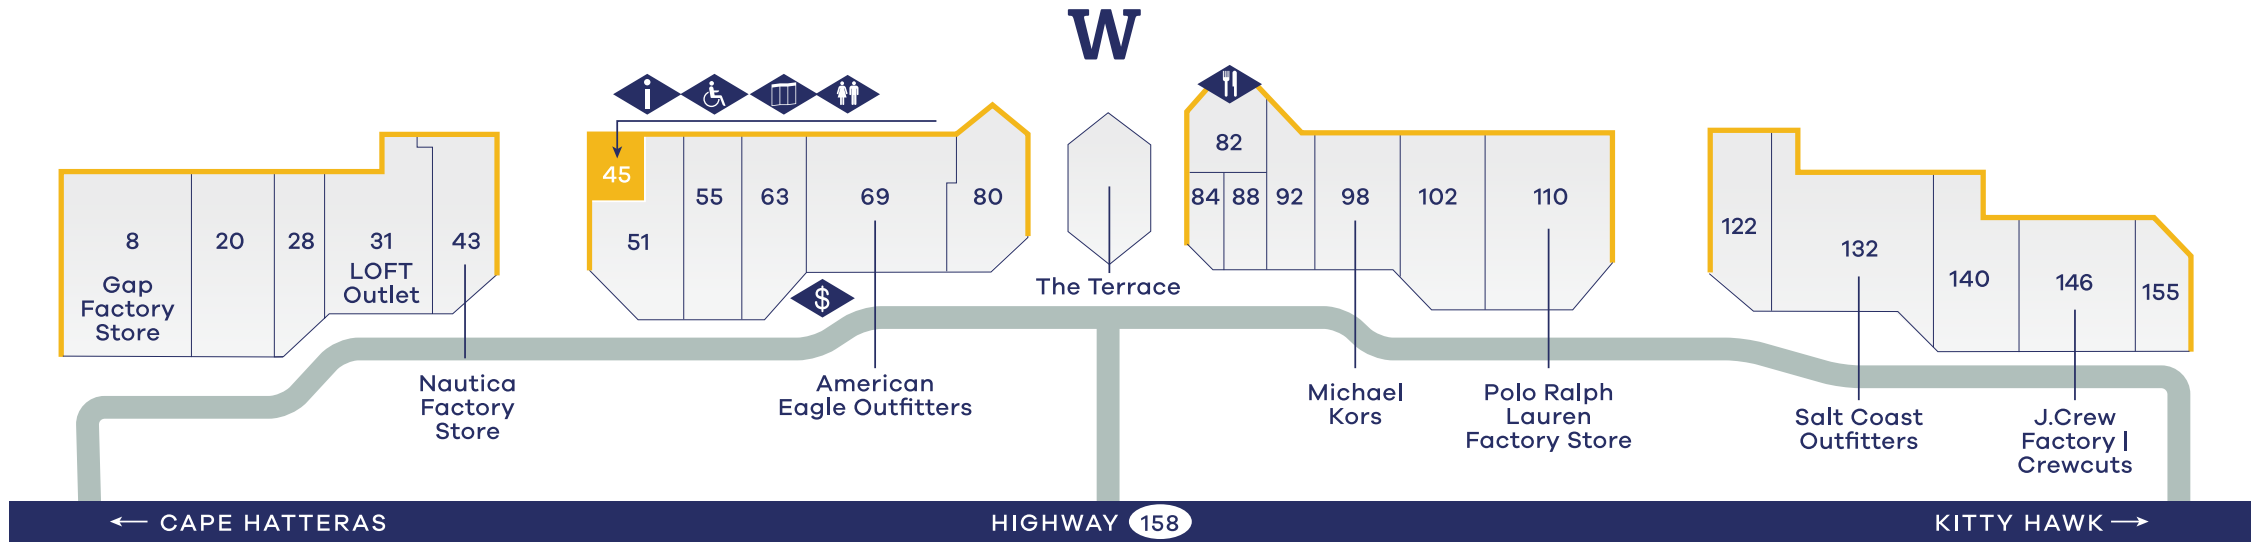 W
45
82
55
63
69
80
84
88
92
98
102
110
8
20
28
31
43
51
122
132
140
146
155
Gap
Factory
Store
LOFT
Outlet
$
The Terrace
Nautica
Factory
Store
American
Eagle Outfitters
Michael
Kors
Polo Ralph
Lauren
Factory Store
Salt Coast
Outfitters
J.Crew
Factory |
Crewcuts
← CAPE HATTERAS
HIGHWAY 158
KITTY HAWK →